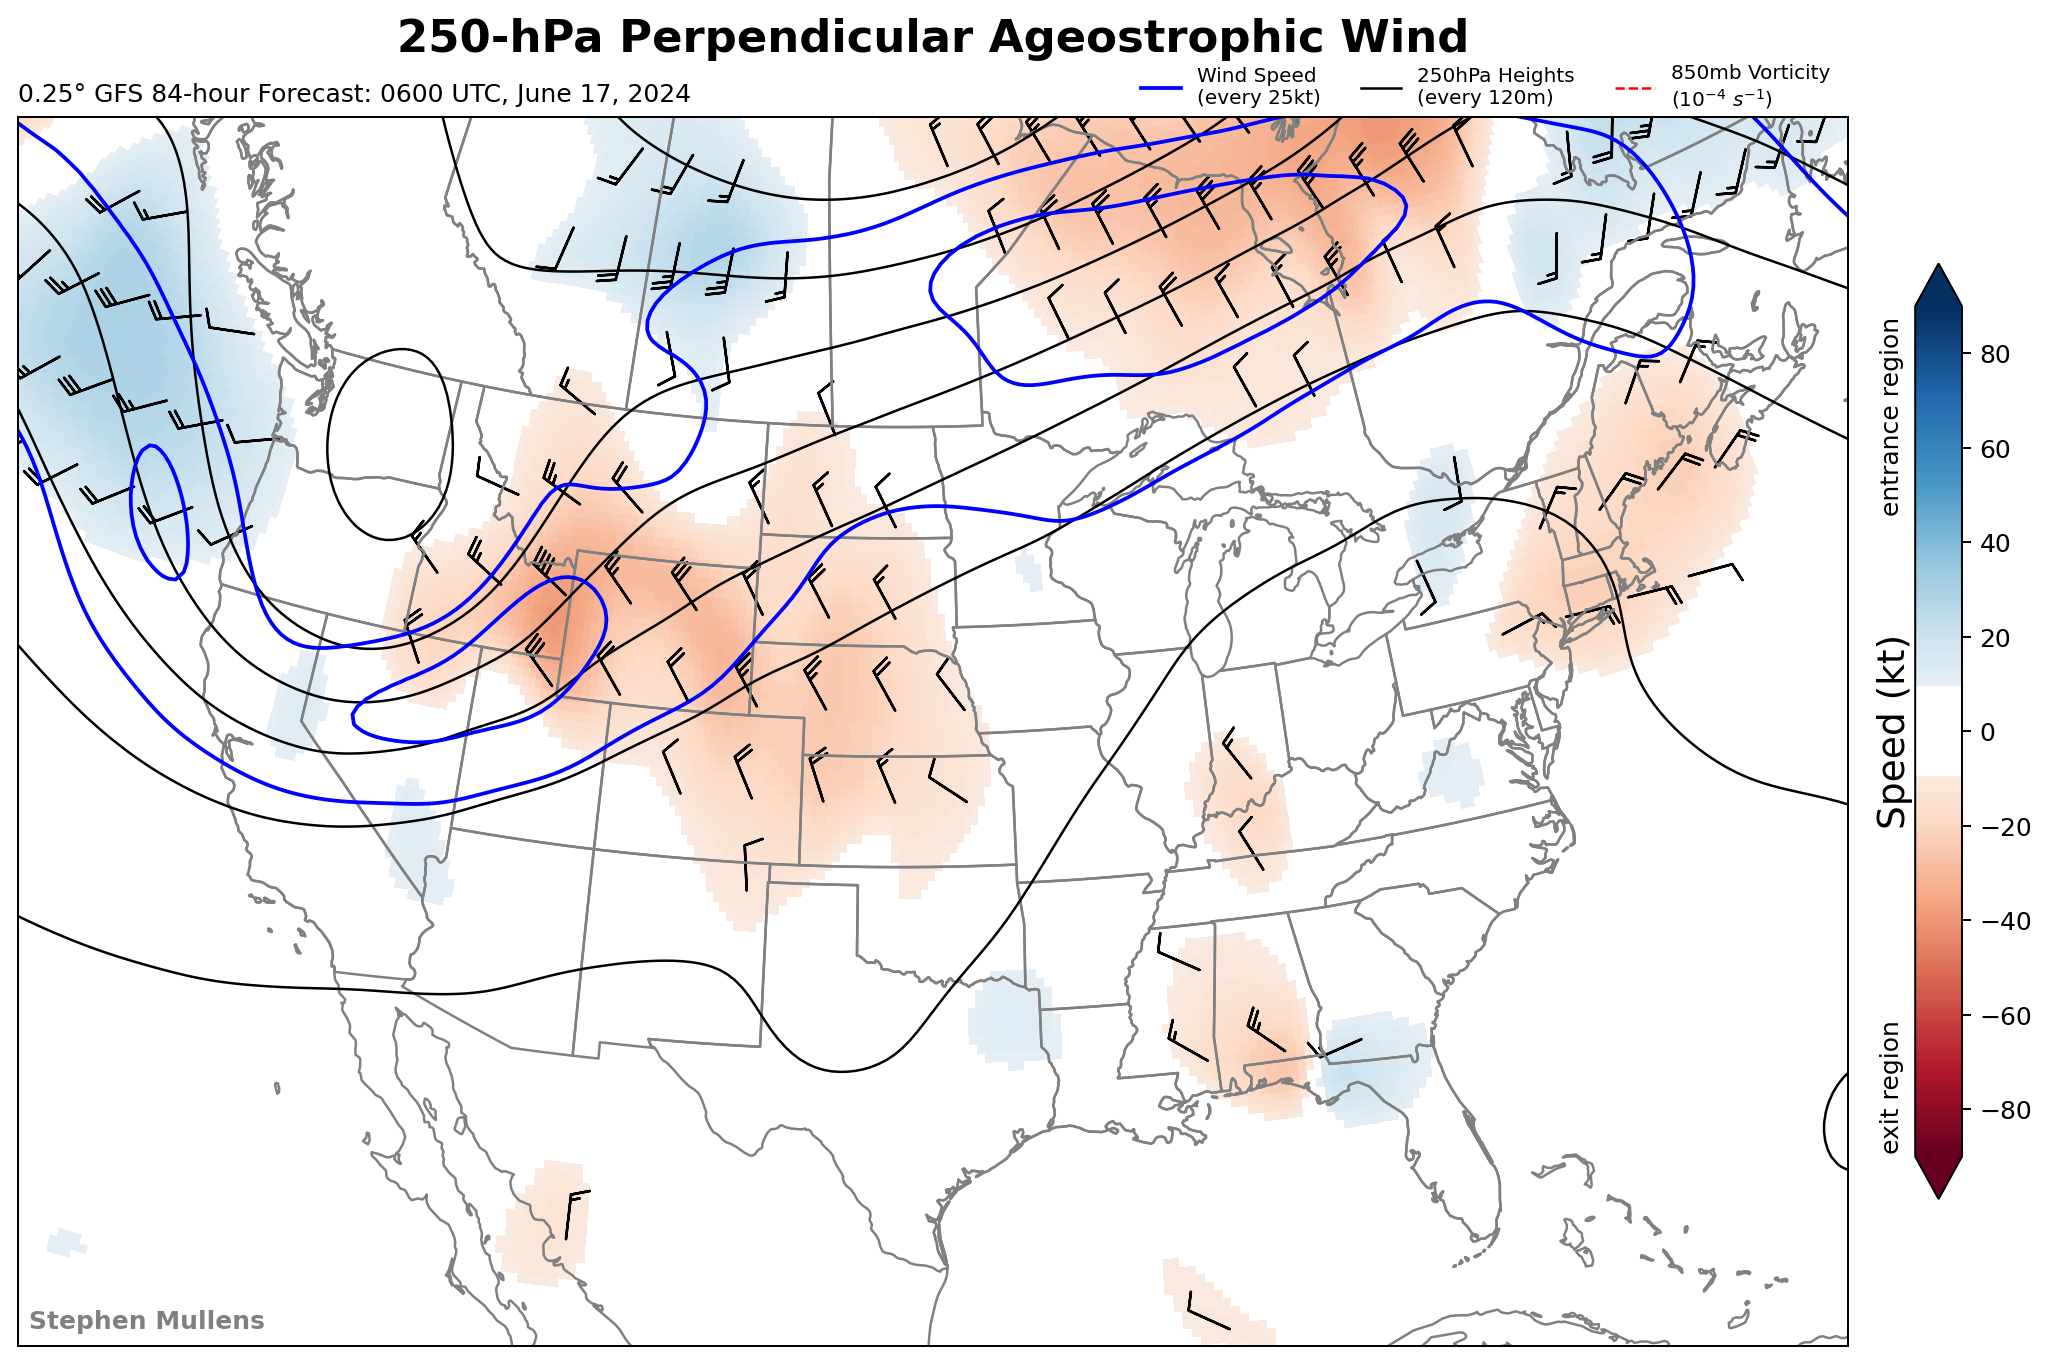 250-hPa Perpendicular Ageostrophic Wind
0.25° GFS 84-hour Forecast: 0600 UTC, June 17, 2024
Wind Speed
(every 25kt)
250hPa Heights
(every 120m)
850mb Vorticity
(10⁻⁴ s⁻¹)
entrance region
Speed (kt)
exit region
80
60
40
20
0
−20
−40
−60
−80
Stephen Mullens